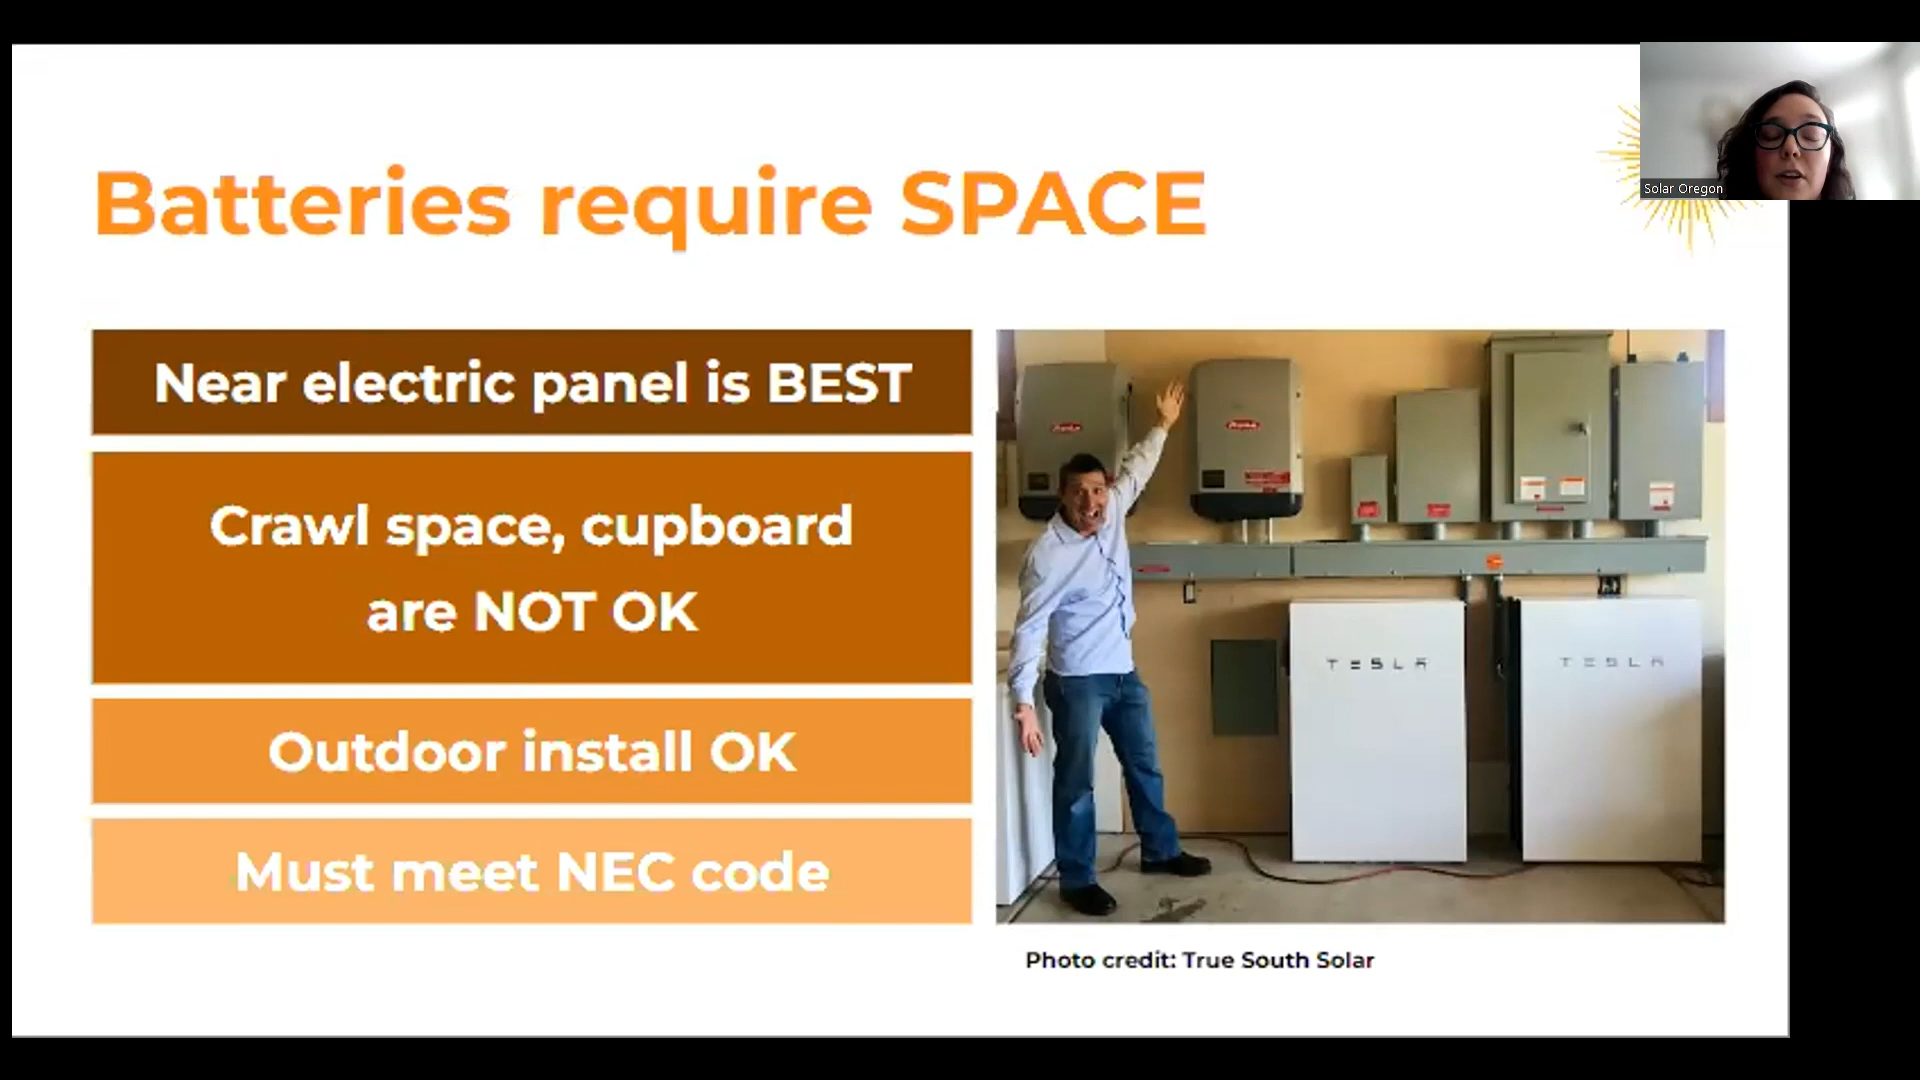 Batteries require SPACE
Solar Oregon
Near electric panel is BEST
Crawl space, cupboard
are NOT OK
Outdoor install OK
Must meet NEC code
TESLA
TESLA
Photo credit: True South Solar